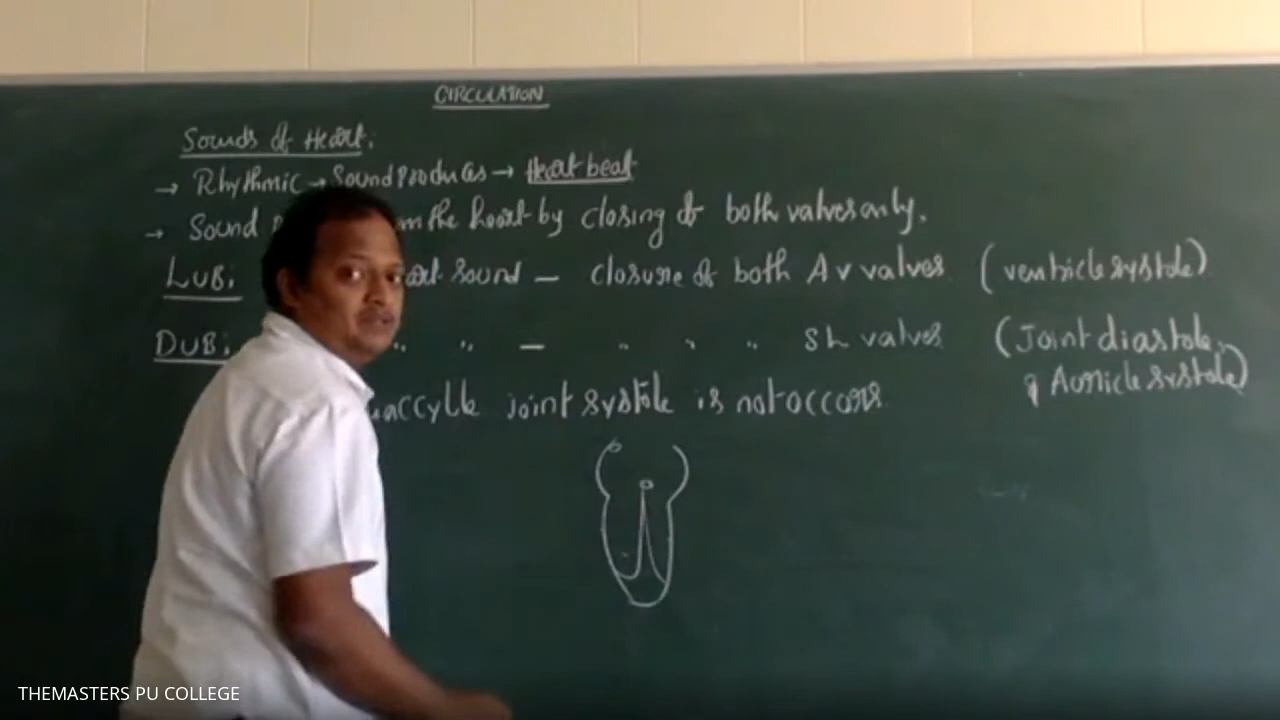 CIRCULATION
Sounds of Heart:
→ Rhythmic → Sound Produces → Heart beat
→ Sound the heart by closing of both valves only.
LUB: sound – closure of both AV valves (ventricle systole)
DUB: " " – " " " SL valves (Joint diastole
& Auricle systole)
joint systole is not occurs
THEMASTERS PU COLLEGE